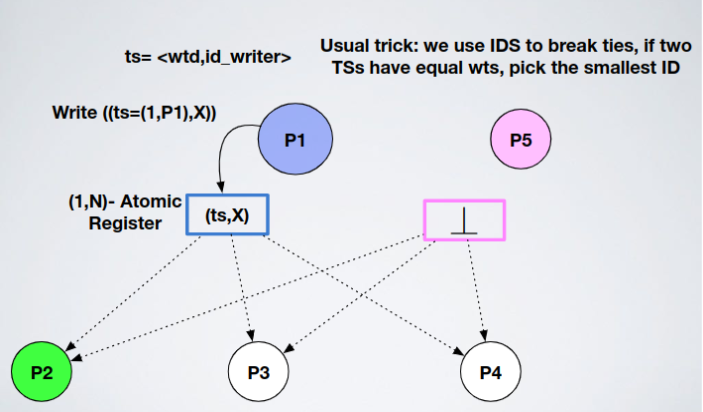 ts= <wtd,id_writer>
Usual trick: we use IDS to break ties, if two
TSs have equal wts, pick the smallest ID
Write ((ts=(1,P1),X))
P1
P5
(1,N)- Atomic
Register
(ts,X)
⊥
P2
P3
P4